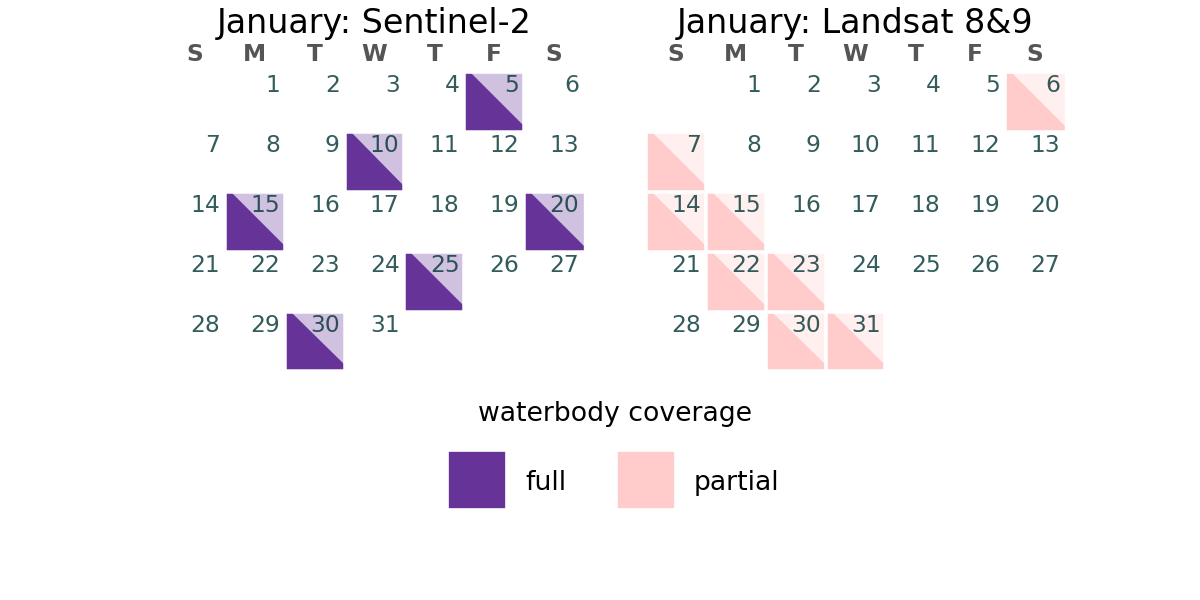 January: Sentinel-2
S M T W T F S
1 2 3 4 5 6
7 8 9 10 11 12 13
14 15 16 17 18 19 20
21 22 23 24 25 26 27
28 29 30 31
January: Landsat 8&9
S M T W T F S
1 2 3 4 5 6
7 8 9 10 11 12 13
14 15 16 17 18 19 20
21 22 23 24 25 26 27
28 29 30 31
waterbody coverage
full partial